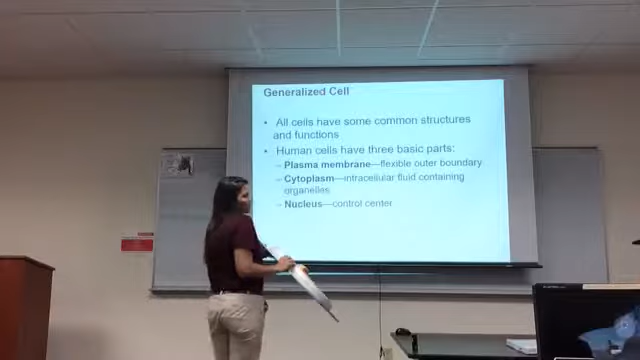 Generalized Cell
• All cells have some common structures
and functions
• Human cells have three basic parts:
– Plasma membrane—flexible outer boundary
– Cytoplasm—intracellular fluid containing
organelles
– Nucleus—control center